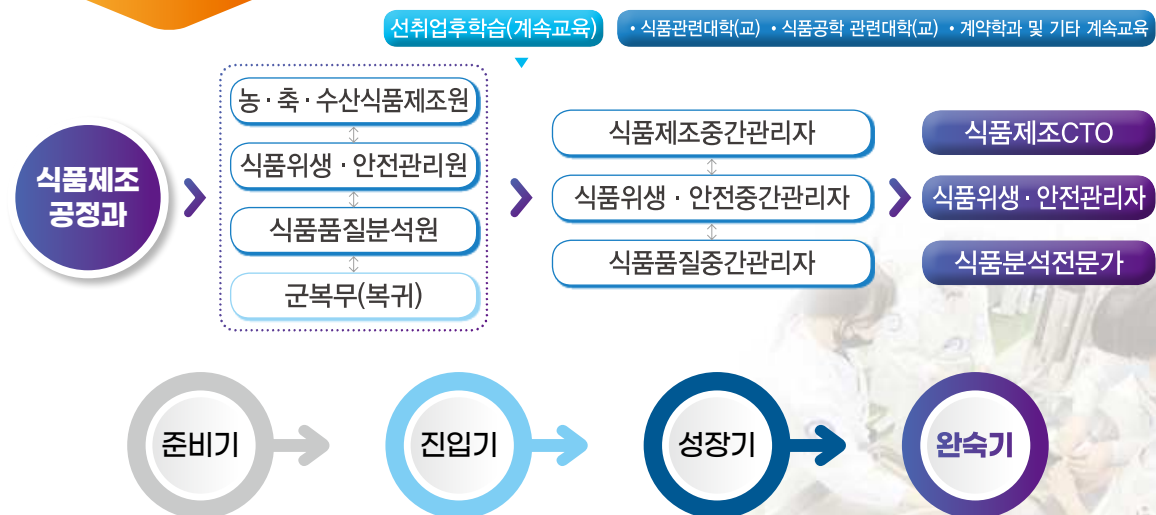 선취업후학습(계속교육)
• 식품관련대학(교) • 식품공학 관련대학(교) • 계약학과 및 기타 계속교육
식품제조
공정과
농·축·수산식품제조원
식품위생·안전관리원
식품품질분석원
군복무(복귀)
식품제조중간관리자
식품위생·안전중간관리자
식품품질중간관리자
식품제조CTO
식품위생·안전관리자
식품분석전문가
준비기
진입기
성장기
완숙기